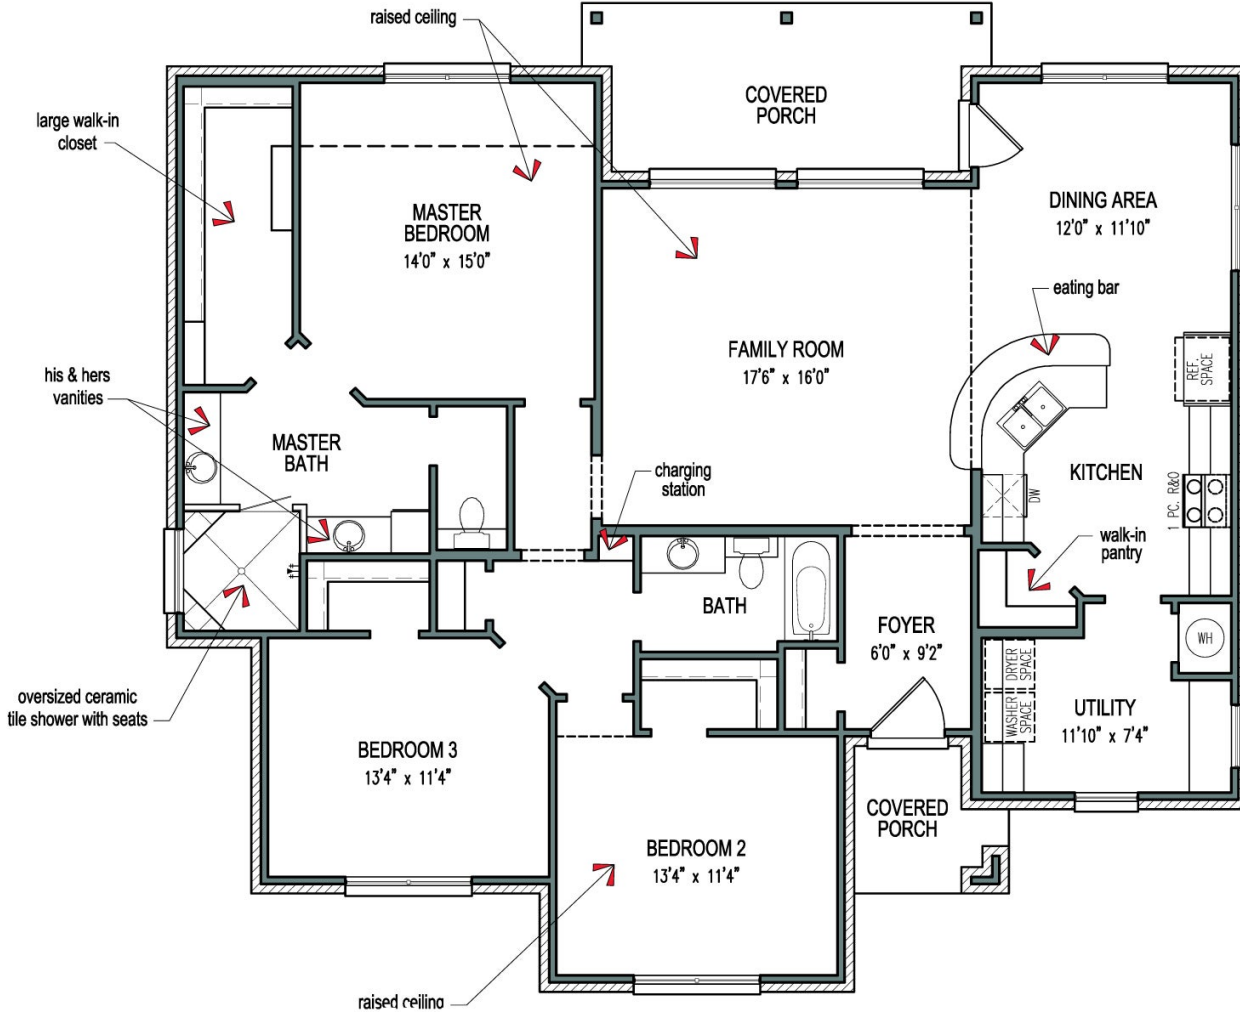 raised ceiling
COVERED
PORCH
large walk-in
closet
MASTER
BEDROOM
14'0" x 15'0"
DINING AREA
12'0" x 11'10"
eating bar
FAMILY ROOM
17'6" x 16'0"
REF.
SPACE
his & hers
vanities
MASTER
BATH
charging
station
KITCHEN
DW
1 PC. R&O
walk-in
pantry
BATH
FOYER
6'0" x 9'2"
WH
DRYER
SPACE
WASHER
SPACE
UTILITY
11'10" x 7'4"
oversized ceramic
tile shower with seats
BEDROOM 3
13'4" x 11'4"
COVERED
PORCH
BEDROOM 2
13'4" x 11'4"
raised ceiling